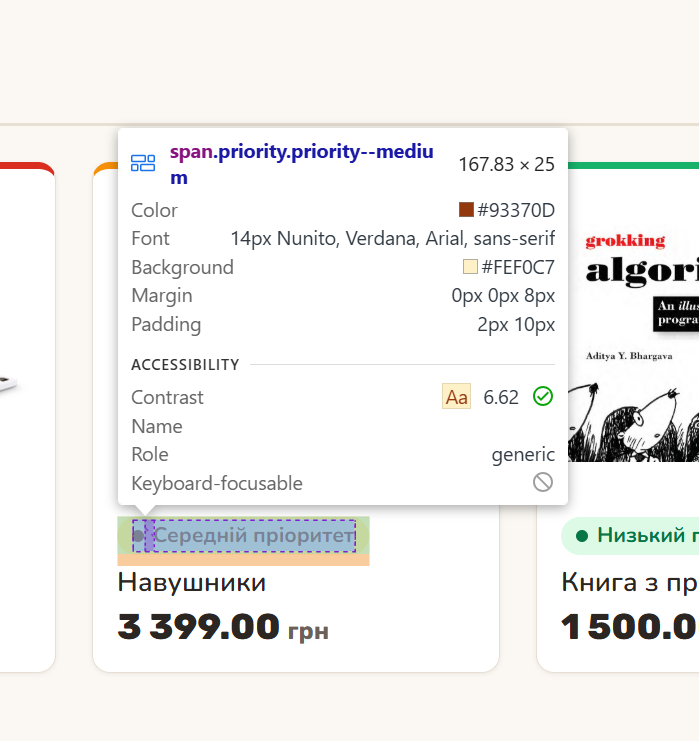 span.priority.priority--mediu
m
167.83 × 25
Color #93370D
Font 14px Nunito, Verdana, Arial, sans-serif
Background #FEF0C7
Margin 0px 0px 8px
Padding 2px 10px
ACCESSIBILITY
Contrast Aa 6.62
Name
Role generic
Keyboard-focusable
Середній пріоритет
Навушники
3 399.00 грн
grokking
algori
An illus
progra
Aditya Y. Bhargava
Низький п
Книга з пр
1 500.0